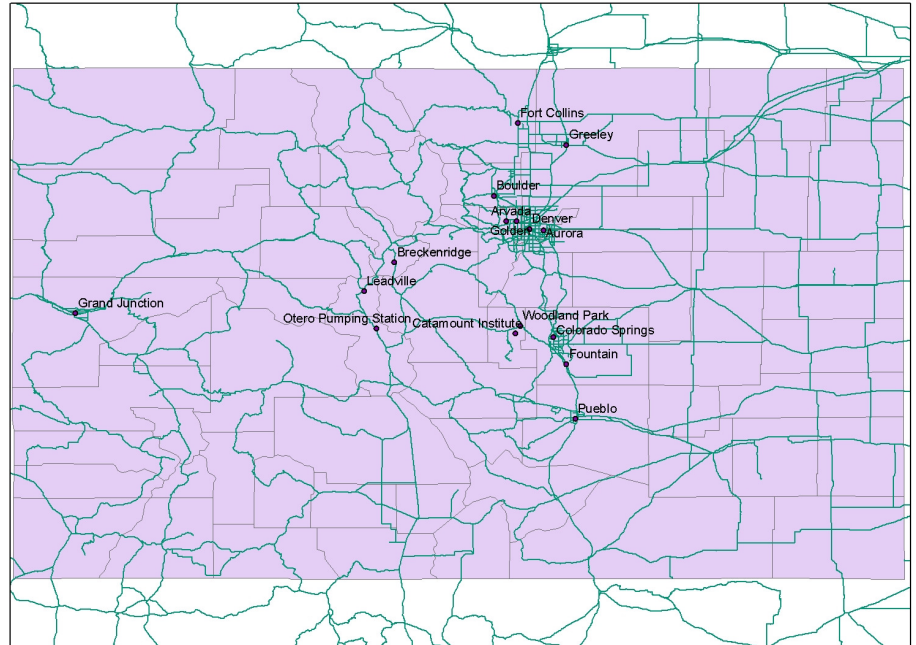 Fort Collins
Greeley
Boulder
Arvada
Denver
Golden
Aurora
Breckenridge
Leadville
Grand Junction
Otero Pumping Station
Catamount Institute
Woodland Park
Colorado Springs
Fountain
Pueblo